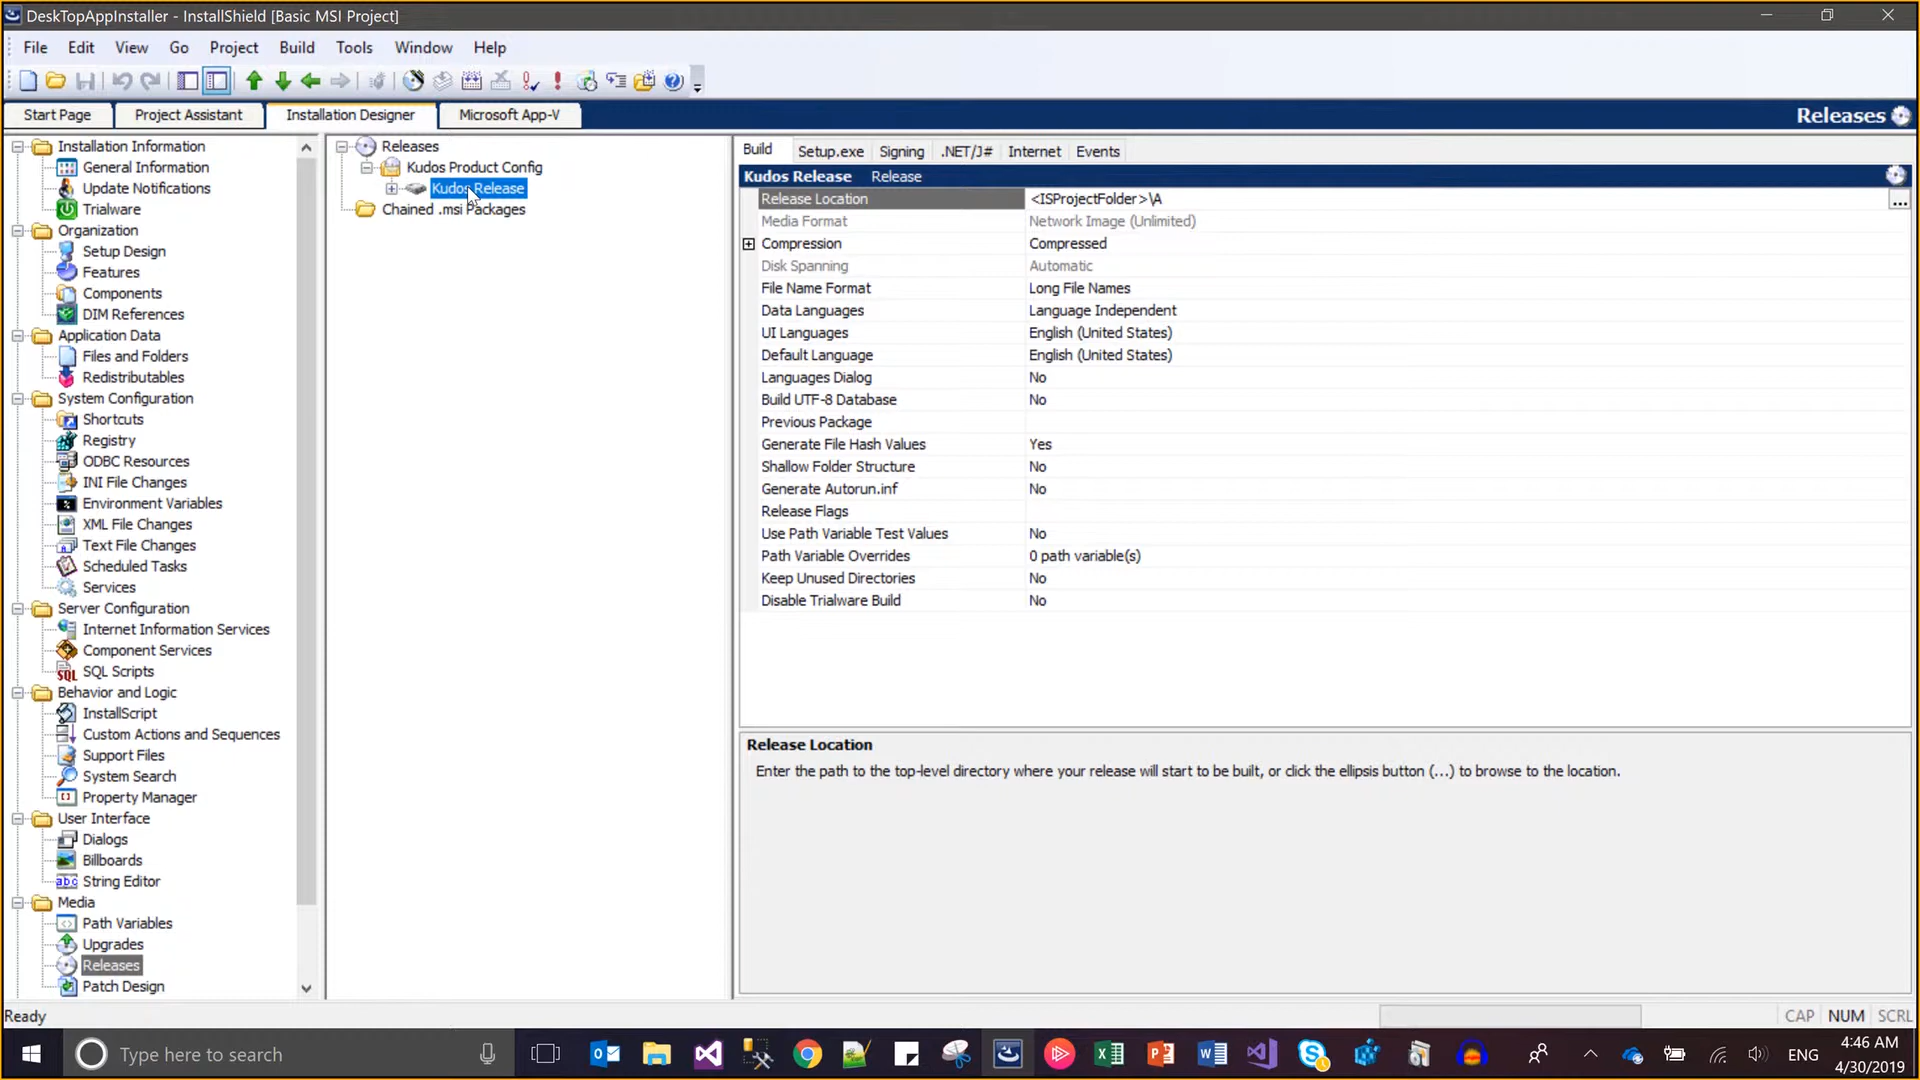 DeskTopAppInstaller - InstallShield [Basic MSI Project]
File Edit View Go Project Build Tools Window Help
Start Page Project Assistant Installation Designer Microsoft App-V Releases
Installation Information
General Information
Update Notifications
Trialware
Organization
Setup Design
Features
Components
DIM References
Application Data
Files and Folders
Redistributables
System Configuration
Shortcuts
Registry
ODBC Resources
INI File Changes
Environment Variables
XML File Changes
Text File Changes
Scheduled Tasks
Services
Server Configuration
Internet Information Services
Component Services
SQL Scripts
Behavior and Logic
InstallScript
Custom Actions and Sequences
Support Files
System Search
Property Manager
User Interface
Dialogs
Billboards
String Editor
Media
Path Variables
Upgrades
Releases
Patch Design
Releases
Kudos Product Config
Kudos Release
Chained .msi Packages
Build Setup.exe Signing .NET/J# Internet Events
Kudos Release Release
Release Location <ISProjectFolder>\A ...
Media Format Network Image (Unlimited)
Compression Compressed
Disk Spanning Automatic
File Name Format Long File Names
Data Languages Language Independent
UI Languages English (United States)
Default Language English (United States)
Languages Dialog No
Build UTF-8 Database No
Previous Package
Generate File Hash Values Yes
Shallow Folder Structure No
Generate Autorun.inf No
Release Flags
Use Path Variable Test Values No
Path Variable Overrides 0 path variable(s)
Keep Unused Directories No
Disable Trialware Build No
Release Location
Enter the path to the top-level directory where your release will start to be built, or click the ellipsis button (...) to browse to the location.
Ready CAP NUM SCRL
Type here to search ENG 4:46 AM
4/30/2019